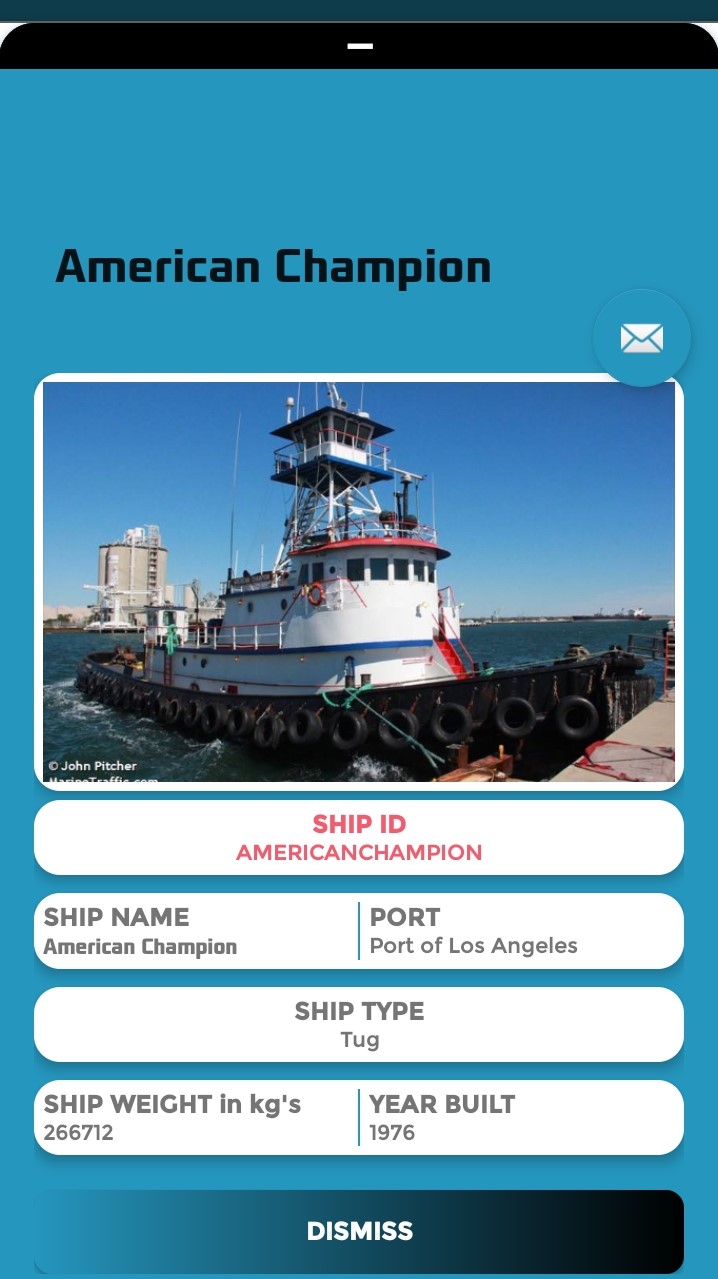 American Champion
© John Pitcher
MarineTraffic.com
SHIP ID
AMERICANCHAMPION
SHIP NAME
American Champion
PORT
Port of Los Angeles
SHIP TYPE
Tug
SHIP WEIGHT in kg's
266712
YEAR BUILT
1976
DISMISS